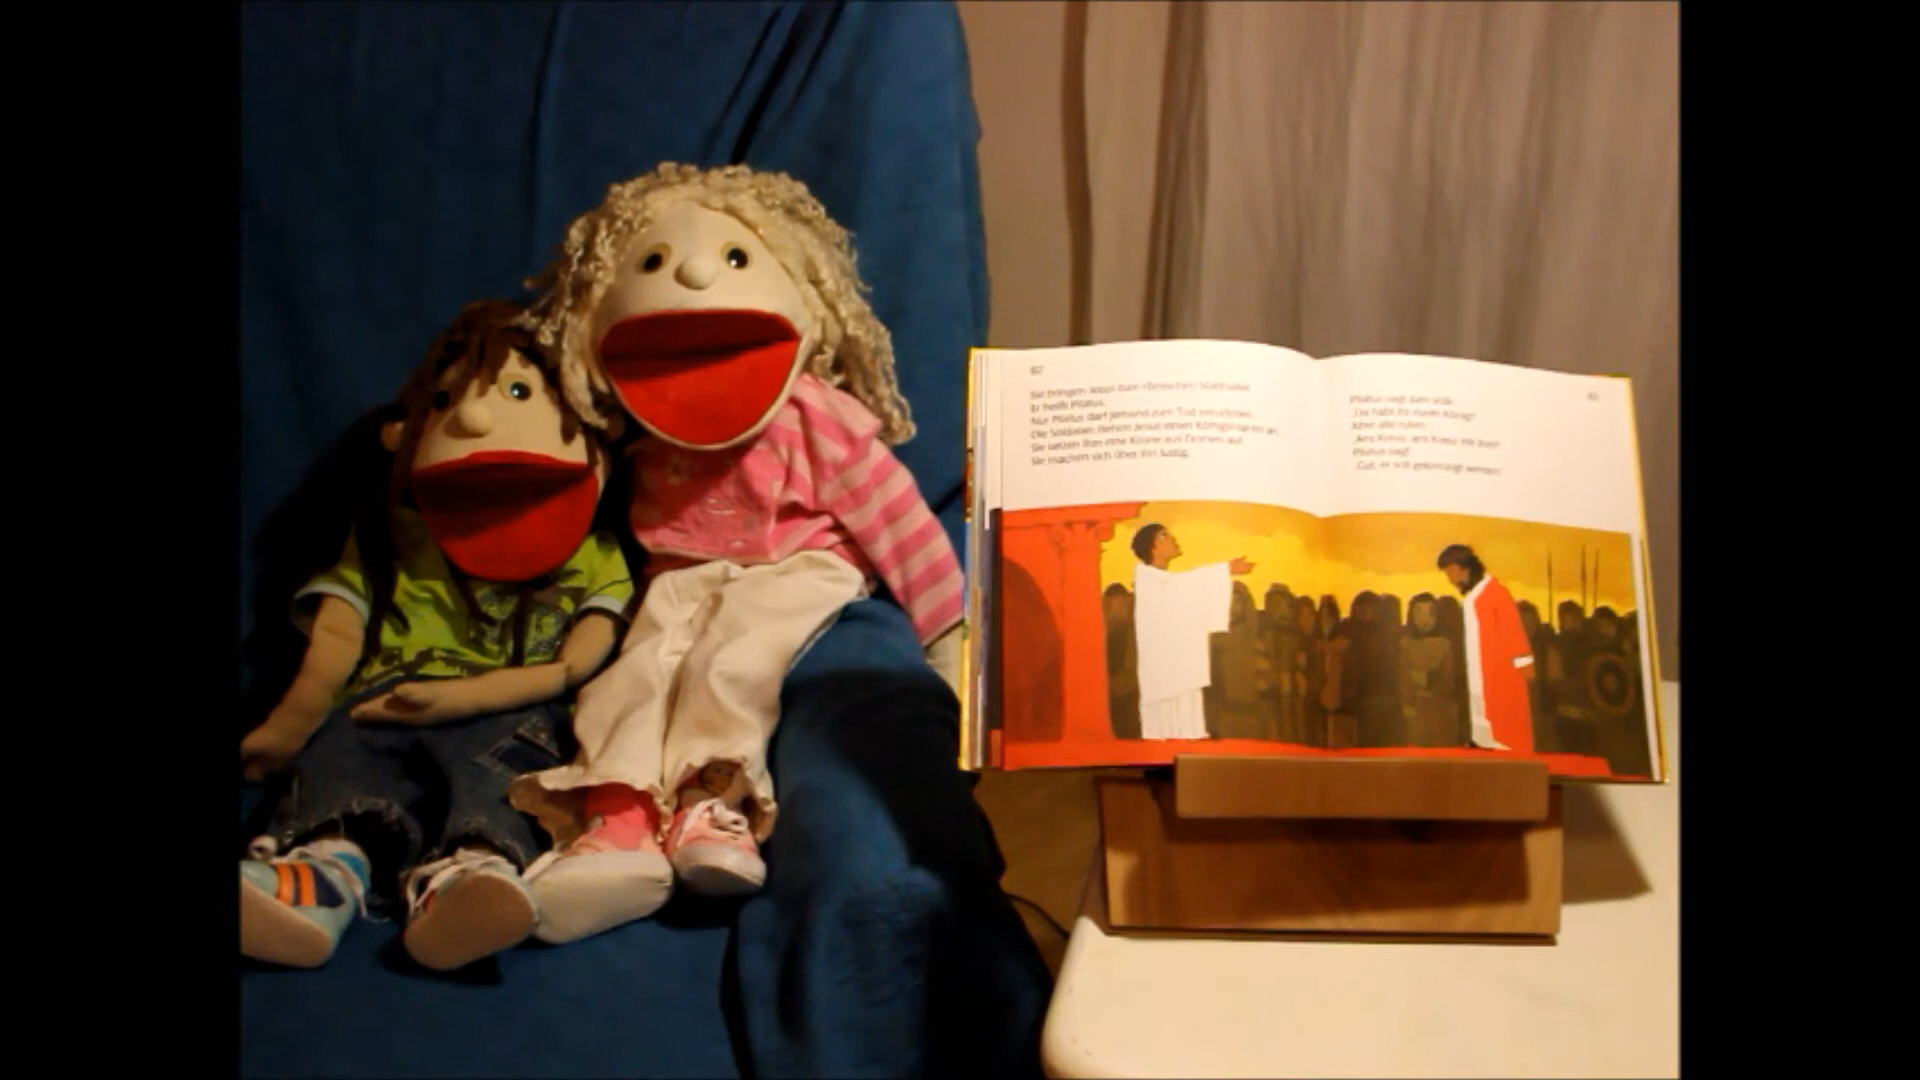 62
Sie bringen Jesus zum römischen Statthalter.
Er heißt Pilatus.
Nur Pilatus darf jemand zum Tod verurteilen.
Die Soldaten ziehen Jesus einen Königsmantel an.
Sie setzen ihm eine Krone aus Dornen auf.
Sie machen sich über ihn lustig.
Pilatus sagt zum Volk:
„Da habt ihr euren König!“
Aber alle rufen:
„Ans Kreuz, ans Kreuz mit ihm!“
Pilatus sagt:
„Gut, er soll gekreuzigt werden!“